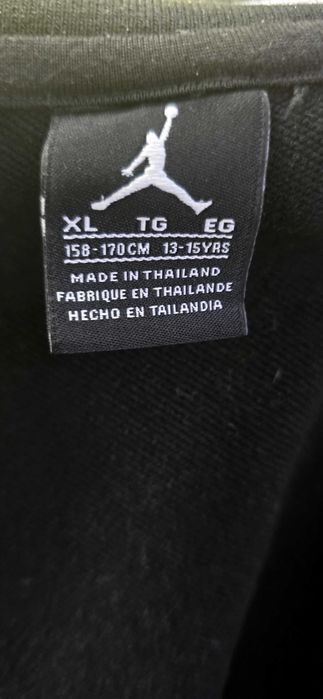 XL TG EG
158-170CM 13-15YRS
MADE IN THAILAND
FABRIQUE EN THAILANDE
HECHO EN TAILANDIA